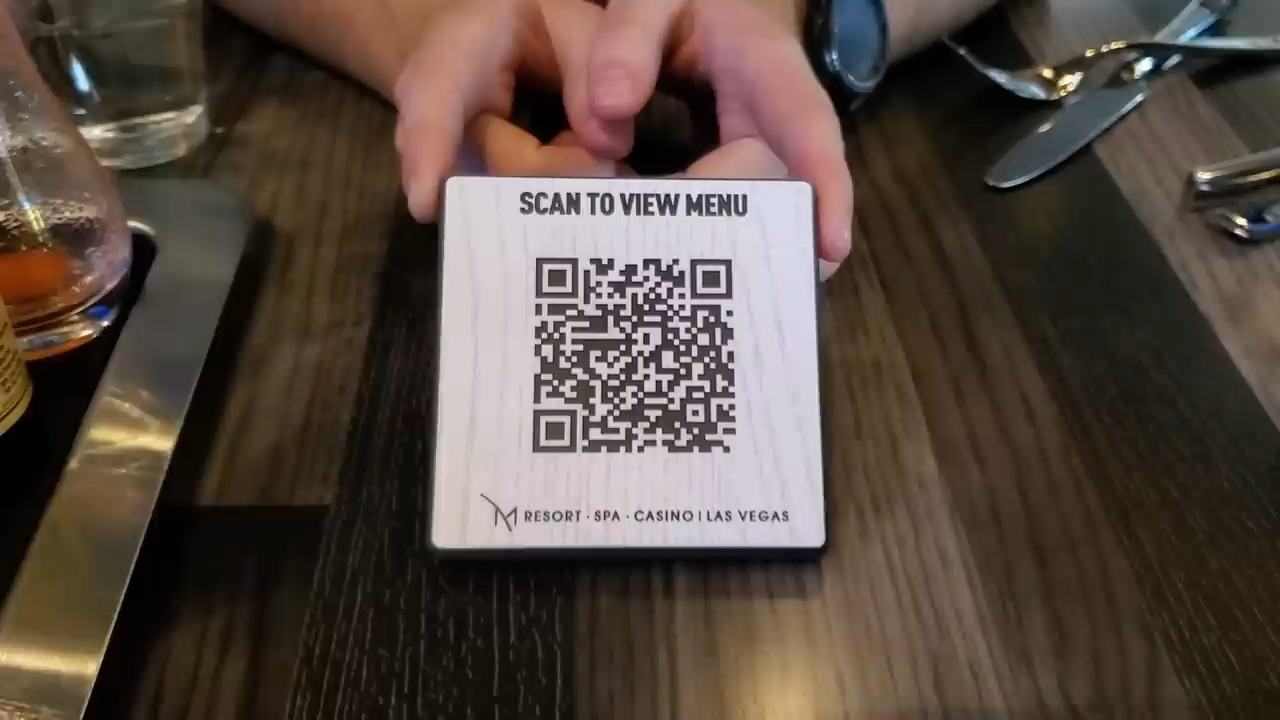 SCAN TO VIEW MENU
M RESORT · SPA · CASINO | LAS VEGAS